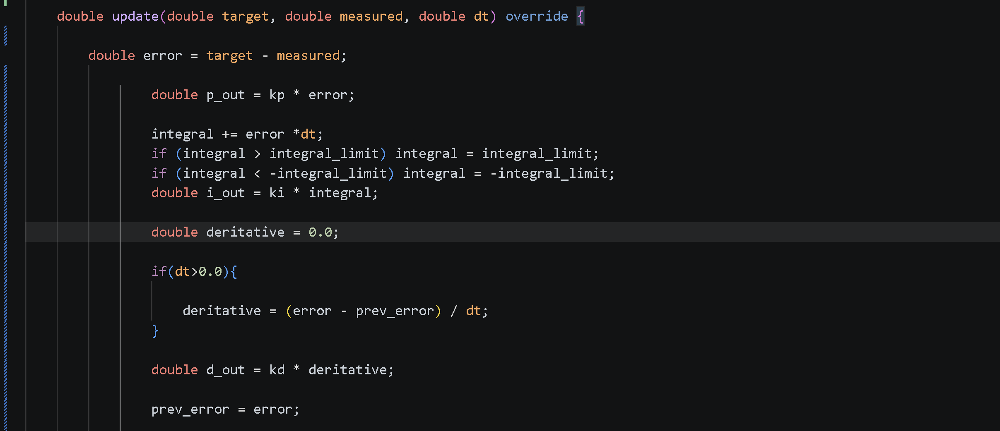 double update(double target, double measured, double dt) override {
double error = target - measured;
double p_out = kp * error;
integral += error *dt;
if (integral > integral_limit) integral = integral_limit;
if (integral < -integral_limit) integral = -integral_limit;
double i_out = ki * integral;
double deritative = 0.0;
if(dt>0.0){
deritative = (error - prev_error) / dt;
}
double d_out = kd * deritative;
prev_error = error;